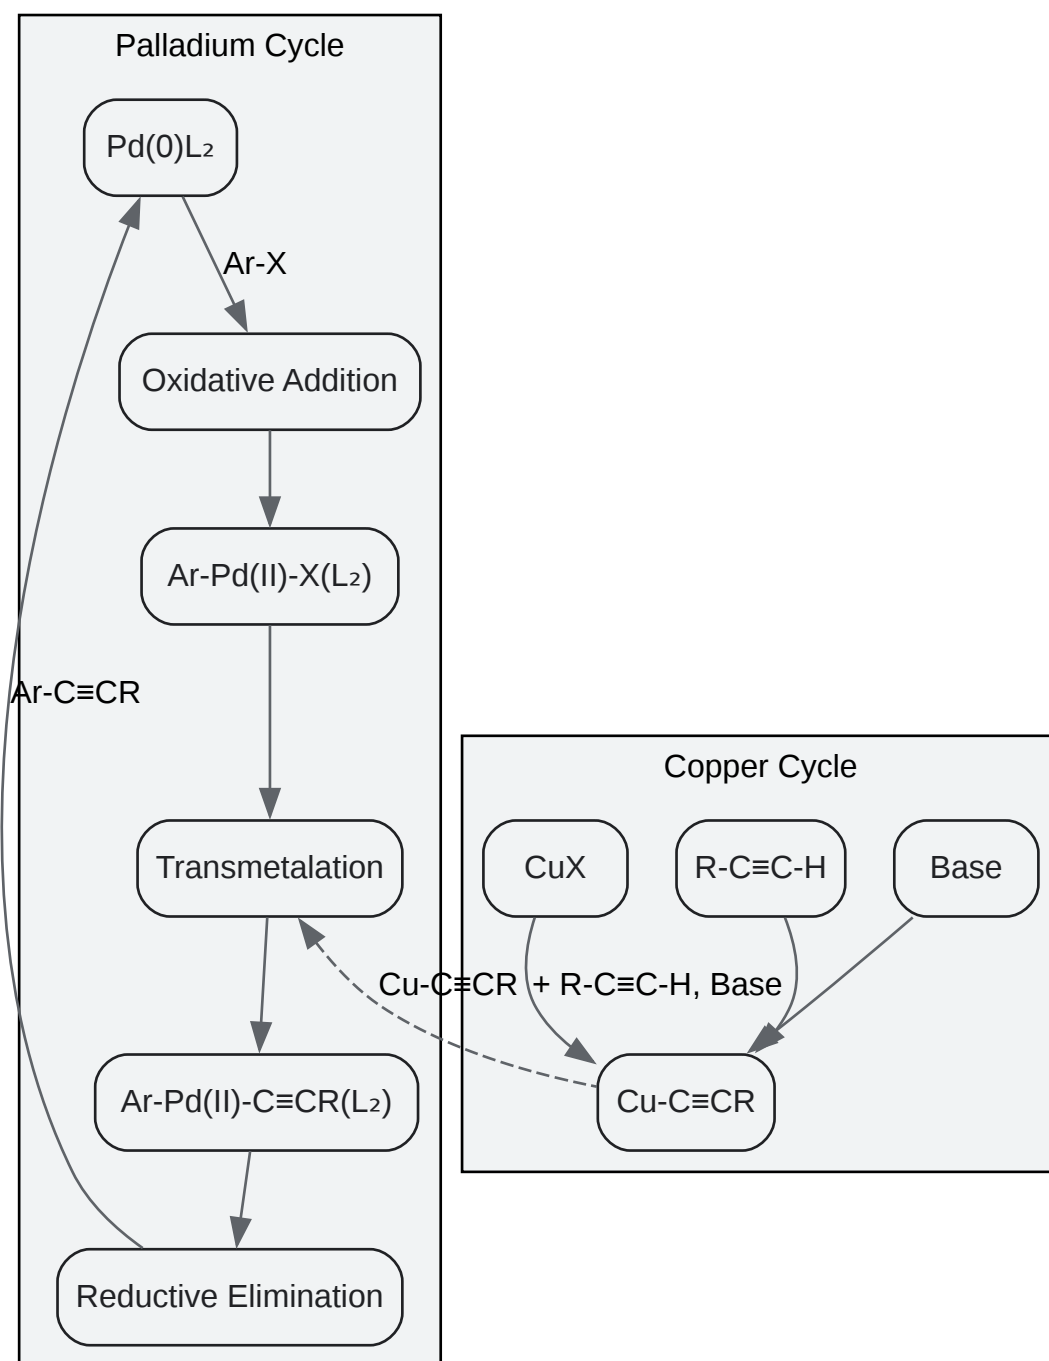 Palladium Cycle
Pd(0)L₂
Ar-X
Oxidative Addition
Ar-Pd(II)-X(L₂)
Ar-C≡CR
Transmetalation
Ar-Pd(II)-C≡CR(L₂)
Reductive Elimination
Copper Cycle
CuX
R-C≡C-H
Base
Cu-C≡CR
+ R-C≡C-H, Base
Cu-C≡CR